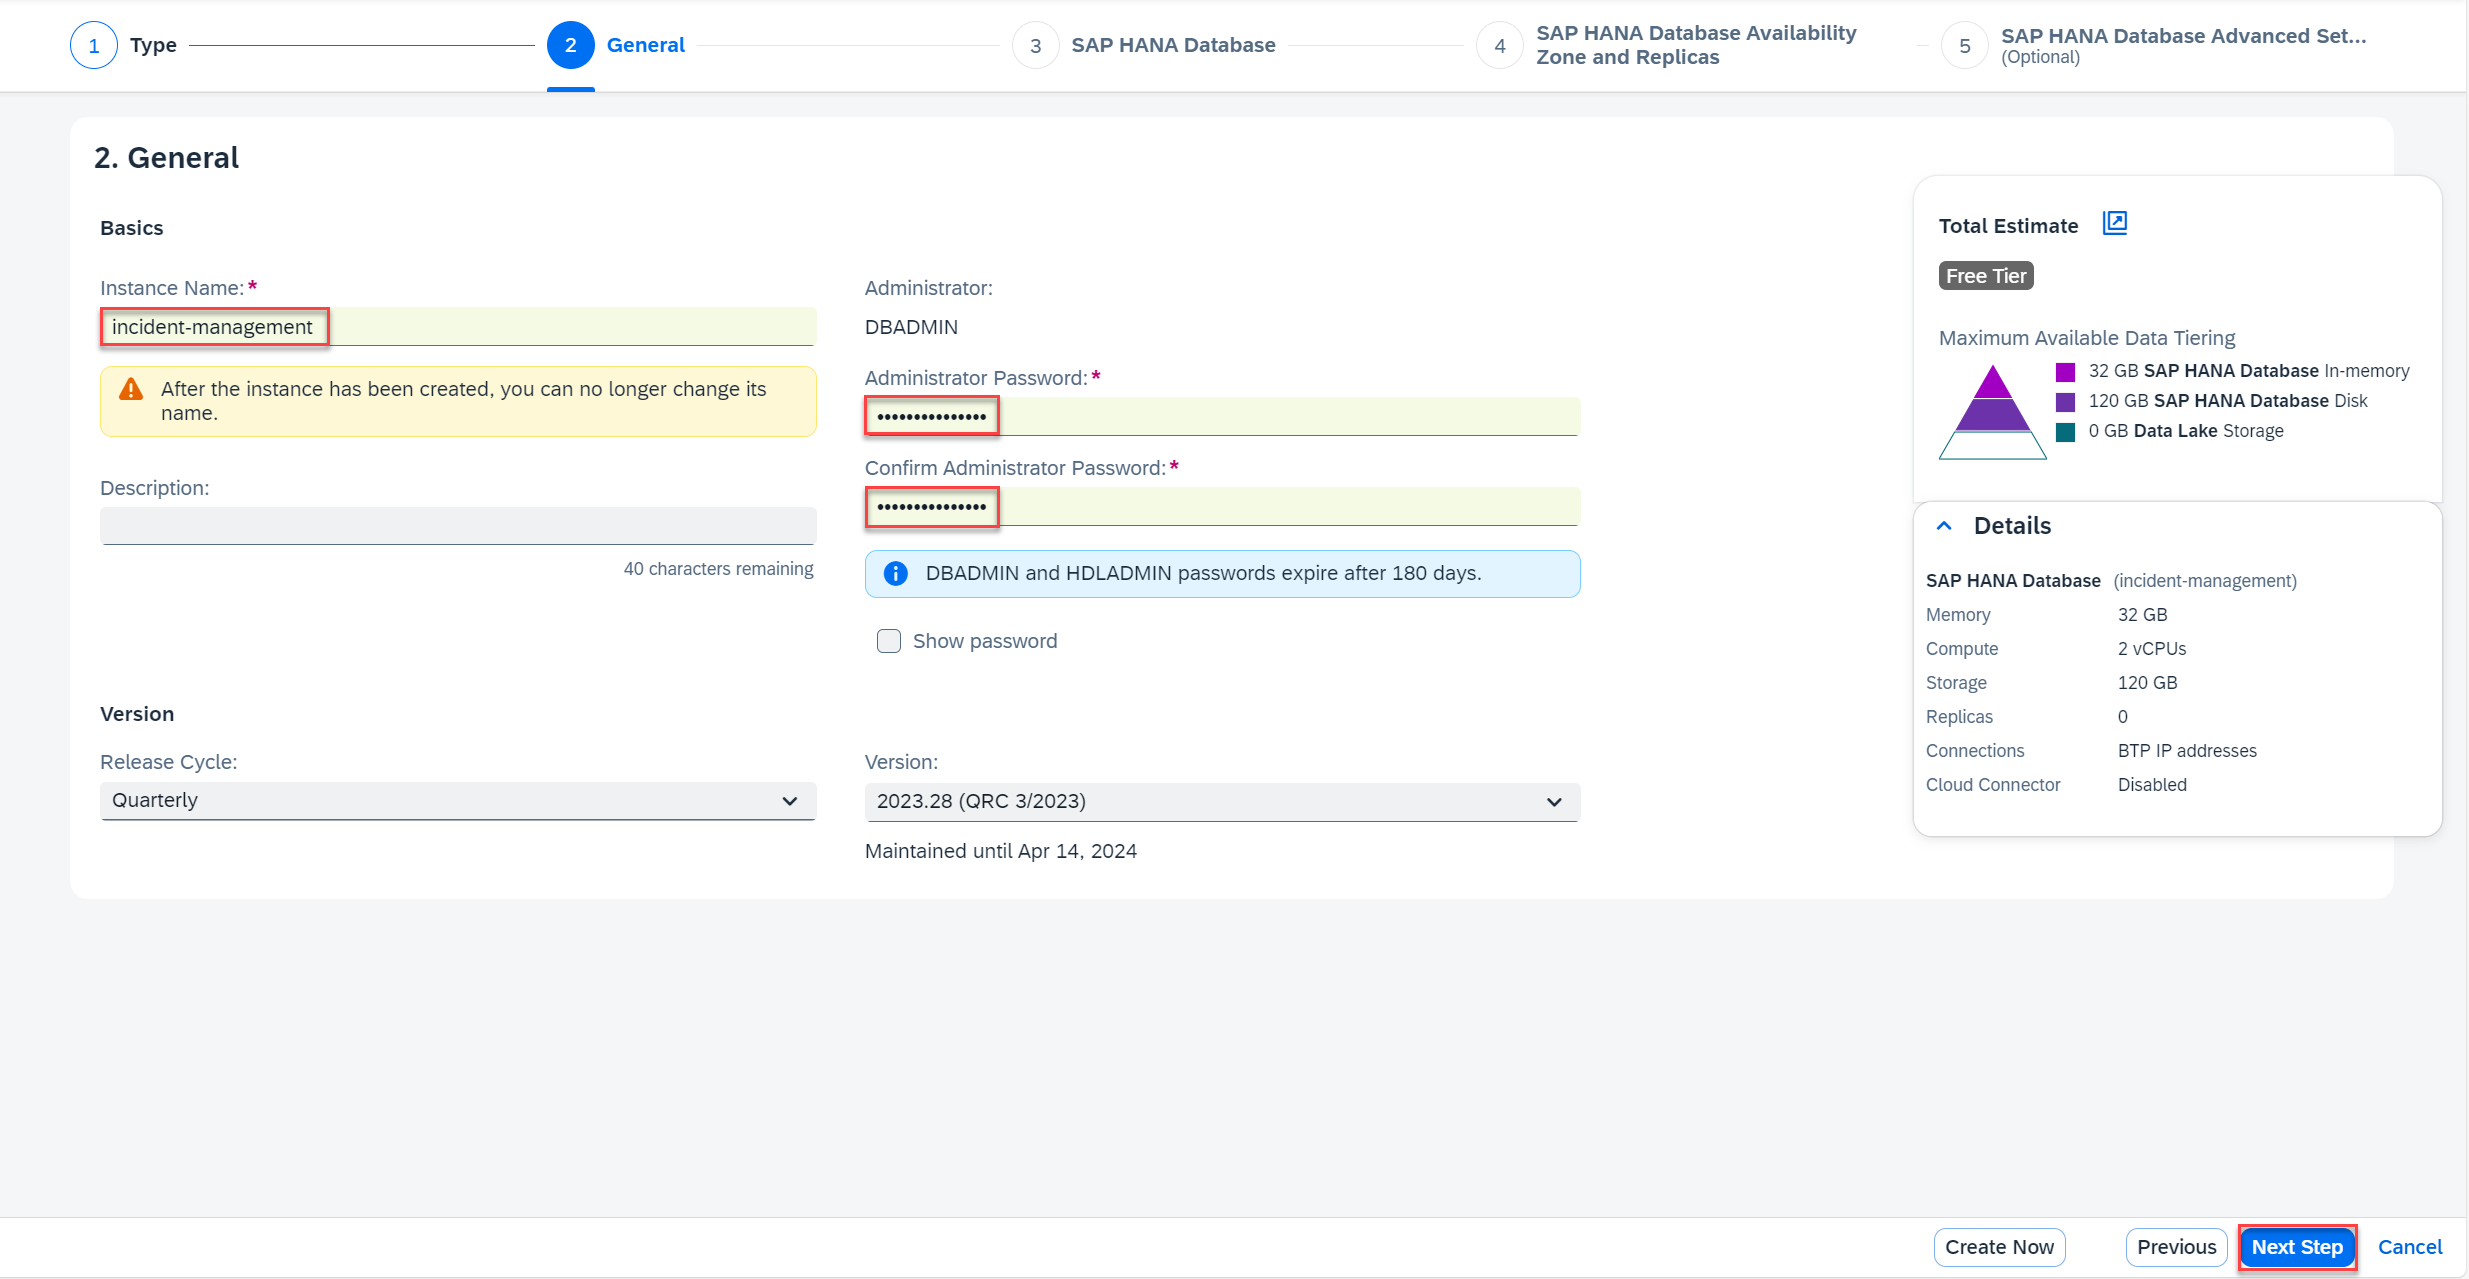 1 Type
2 General
3 SAP HANA Database
4 SAP HANA Database Availability
Zone and Replicas
5 SAP HANA Database Advanced Set...
(Optional)
2. General
Basics
Instance Name:*
incident-management
After the instance has been created, you can no longer change its
name.
Description:
40 characters remaining
Administrator:
DBADMIN
Administrator Password:*
•••••••••••••••
Confirm Administrator Password:*
•••••••••••••••
DBADMIN and HDLADMIN passwords expire after 180 days.
Show password
Version
Release Cycle:
Quarterly
Version:
2023.28 (QRC 3/2023)
Maintained until Apr 14, 2024
Total Estimate
Free Tier
Maximum Available Data Tiering
32 GB SAP HANA Database In-memory
120 GB SAP HANA Database Disk
0 GB Data Lake Storage
Details
SAP HANA Database (incident-management)
Memory 32 GB
Compute 2 vCPUs
Storage 120 GB
Replicas 0
Connections BTP IP addresses
Cloud Connector Disabled
Create Now
Previous
Next Step
Cancel